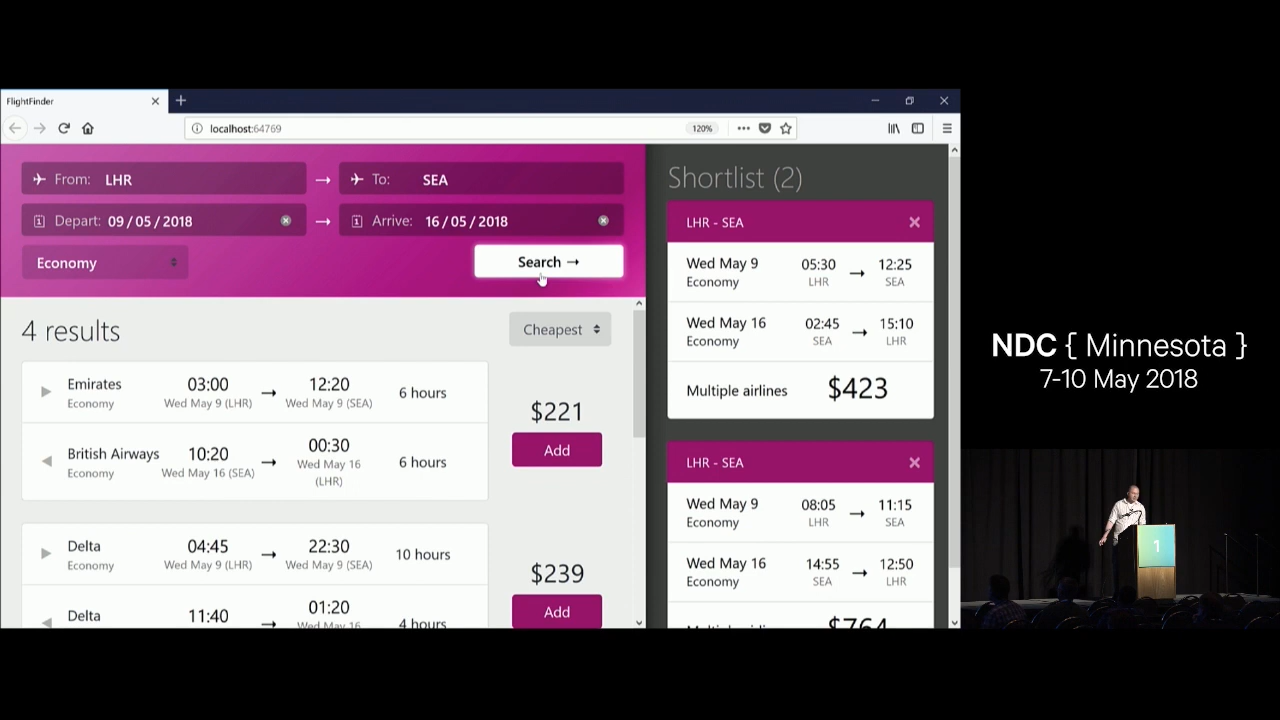 FlightFinder
localhost:64769
120%
From: LHR
To: SEA
Depart: 09 / 05 / 2018
Arrive: 16 / 05 / 2018
Economy
Search →
4 results
Cheapest
Emirates 03:00 → 12:20 6 hours
Economy Wed May 9 (LHR) Wed May 9 (SEA)
$221
Add
British Airways 10:20 → 00:30 6 hours
Economy Wed May 16 (SEA) Wed May 16
(LHR)
Delta 04:45 → 22:30 10 hours
Economy Wed May 9 (LHR) Wed May 9 (SEA)
$239
Add
Delta 11:40 → 01:20 4 hours
Wed May 16
Shortlist (2)
LHR - SEA
Wed May 9 05:30 → 12:25
Economy LHR SEA
Wed May 16 02:45 → 15:10
Economy SEA LHR
Multiple airlines $423
LHR - SEA
Wed May 9 08:05 → 11:15
Economy LHR SEA
Wed May 16 14:55 → 12:50
Economy SEA LHR
$764
NDC { Minnesota }
7-10 May 2018
1